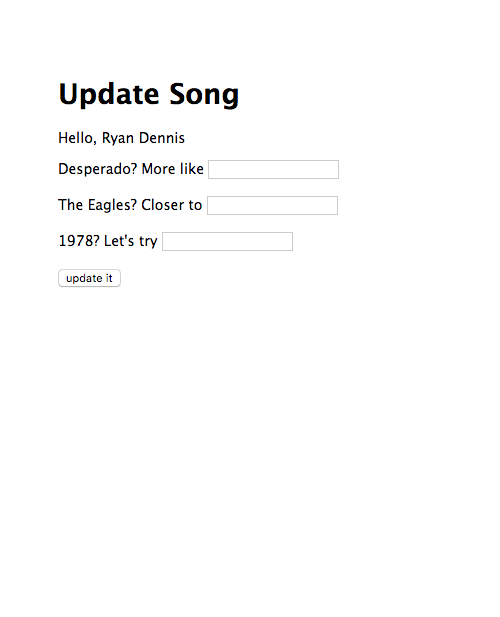 Update Song
Hello, Ryan Dennis
Desperado? More like
The Eagles? Closer to
1978? Let's try
update it